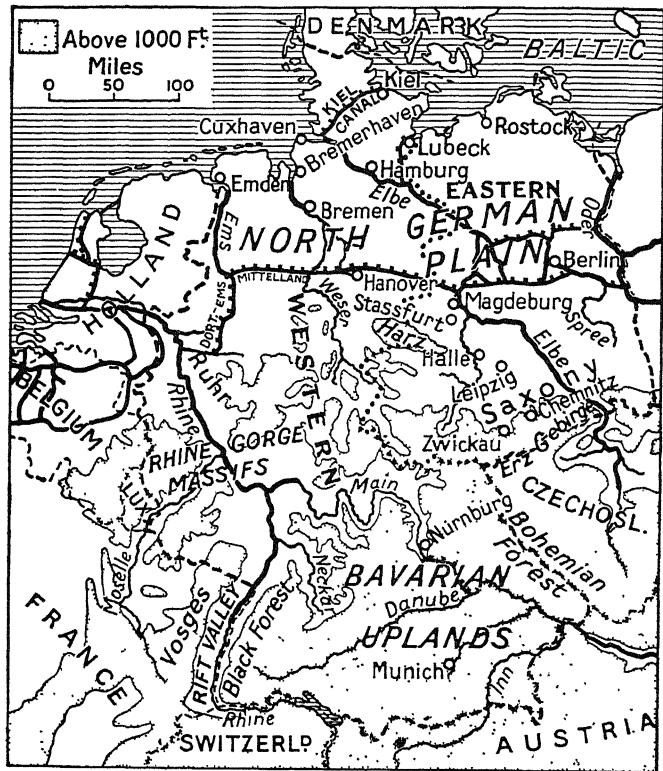 Above 1000 Ft.
Miles
0 50 100
DENMARK
BALTIC
Kiel
KIEL
CANAL
Cuxhaven
Bremerhaven
Rostock
Lubeck
Hamburg
Emden
Elbe
EASTERN
Bremen
GERMAN
Ems
NORTH
Oder
HOLLAND
PLAIN
Berlin
MITTELLAND
Hanover
DORT-EMS
Weser
Stassfurt
Magdeburg
WESTERN
Harz
Spree
Elbe
Halle
Ruhr
Leipzig
Saxony
BELGIUM
Chemnitz
Rhine
GORGE
Zwickau
Erz Gebirge
RHINE
MASSIFS
LUX.
Main
CZECHOSL.
Nürnburg
Bohemian
Forest
Moselle
Neckar
BAVARIAN
Danube
FRANCE
Vosges
RIFT VALLEY
Black Forest
UPLANDS
Munich
Inn
Rhine
SWITZERLD.
AUSTRIA